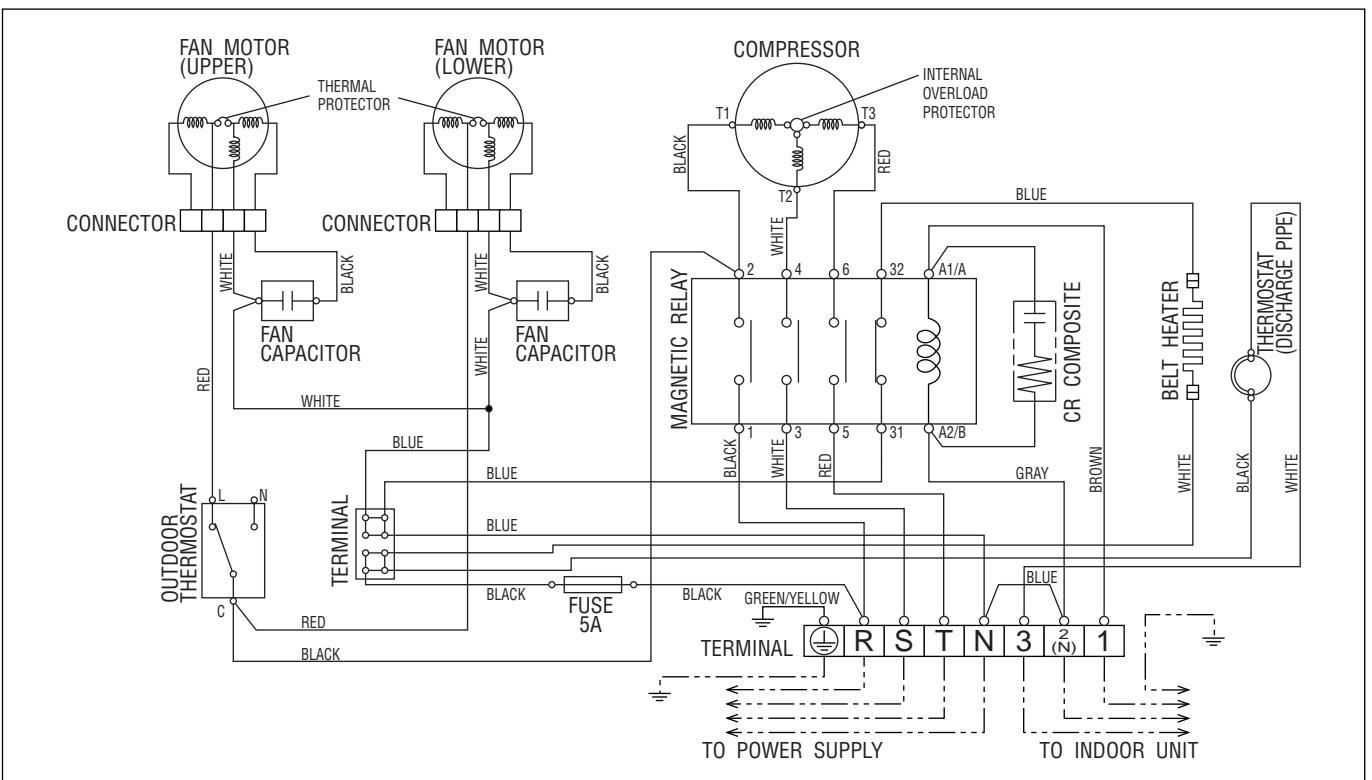 FAN MOTOR
(UPPER)
FAN MOTOR
(LOWER)
COMPRESSOR
THERMAL
PROTECTOR
INTERNAL
OVERLOAD
PROTECTOR
T1
T3
T2
BLACK
RED
WHITE
BLUE
CONNECTOR
CONNECTOR
WHITE
BLACK
WHITE
BLACK
FAN
CAPACITOR
FAN
CAPACITOR
2
4
6
32
A1/A
MAGNETIC RELAY
CR COMPOSITE
BELT HEATER
THERMOSTAT
(DISCHARGE PIPE)
RED
WHITE
WHITE
1
3
5
31
A2/B
BLUE
BLACK
WHITE
RED
GRAY
BROWN
WHITE
BLACK
WHITE
BLUE
BLUE
L
N
OUTDOOR
THERMOSTAT
C
TERMINAL
BLACK
FUSE
5A
BLACK
GREEN/YELLOW
BLUE
RED
BLACK
TERMINAL
R
S
T
N
3
2
(N)
1
TO POWER SUPPLY
TO INDOOR UNIT